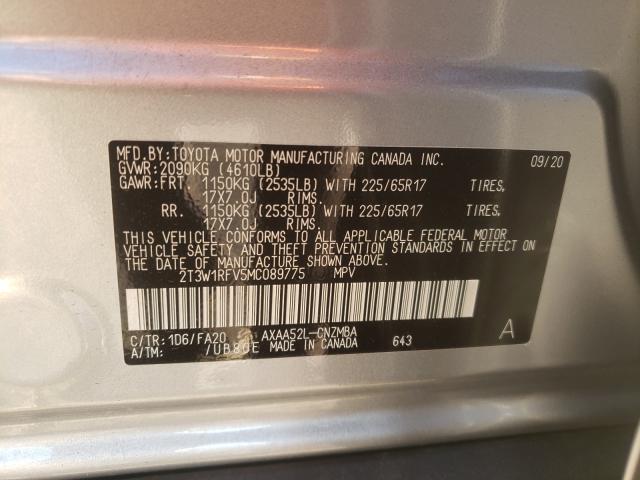 MFD.BY:TOYOTA MOTOR MANUFACTURING CANADA INC. 09/20
GVWR:2090KG (4610LB)
GAWR:FRT. 1150KG (2535LB) WITH 225/65R17 TIRES,
17X7.0J RIMS.
RR. 1150KG (2535LB) WITH 225/65R17 TIRES,
17X7.0J RIMS.
THIS VEHICLE CONFORMS TO ALL APPLICABLE FEDERAL MOTOR
VEHICLE SAFETY AND THEFT PREVENTION STANDARDS IN EFFECT ON
THE DATE OF MANUFACTURE SHOWN ABOVE.
2T3W1RFV5MC089775 MPV
C/TR:1D6/FA20 AXAA52L-CNZMBA A
A/TM: /UB80E MADE IN CANADA 643